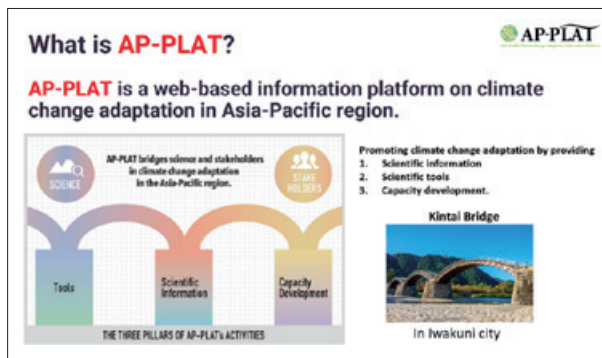 What is AP-PLAT?
AP-PLAT
AP-PLAT is a web-based information platform on climate
change adaptation in Asia-Pacific region.
SCIENCE
AP-PLAT bridges science and stakeholders
in climate change adaptation
in the Asia-Pacific region.
STAKE
HOLDERS
Tools
Scientific
Information
Capacity
Development
THE THREE PILLARS OF AP-PLAT's ACTIVITIES
Promoting climate change adaptation by providing
1. Scientific information
2. Scientific tools
3. Capacity development.
Kintai Bridge
In Iwakuni city